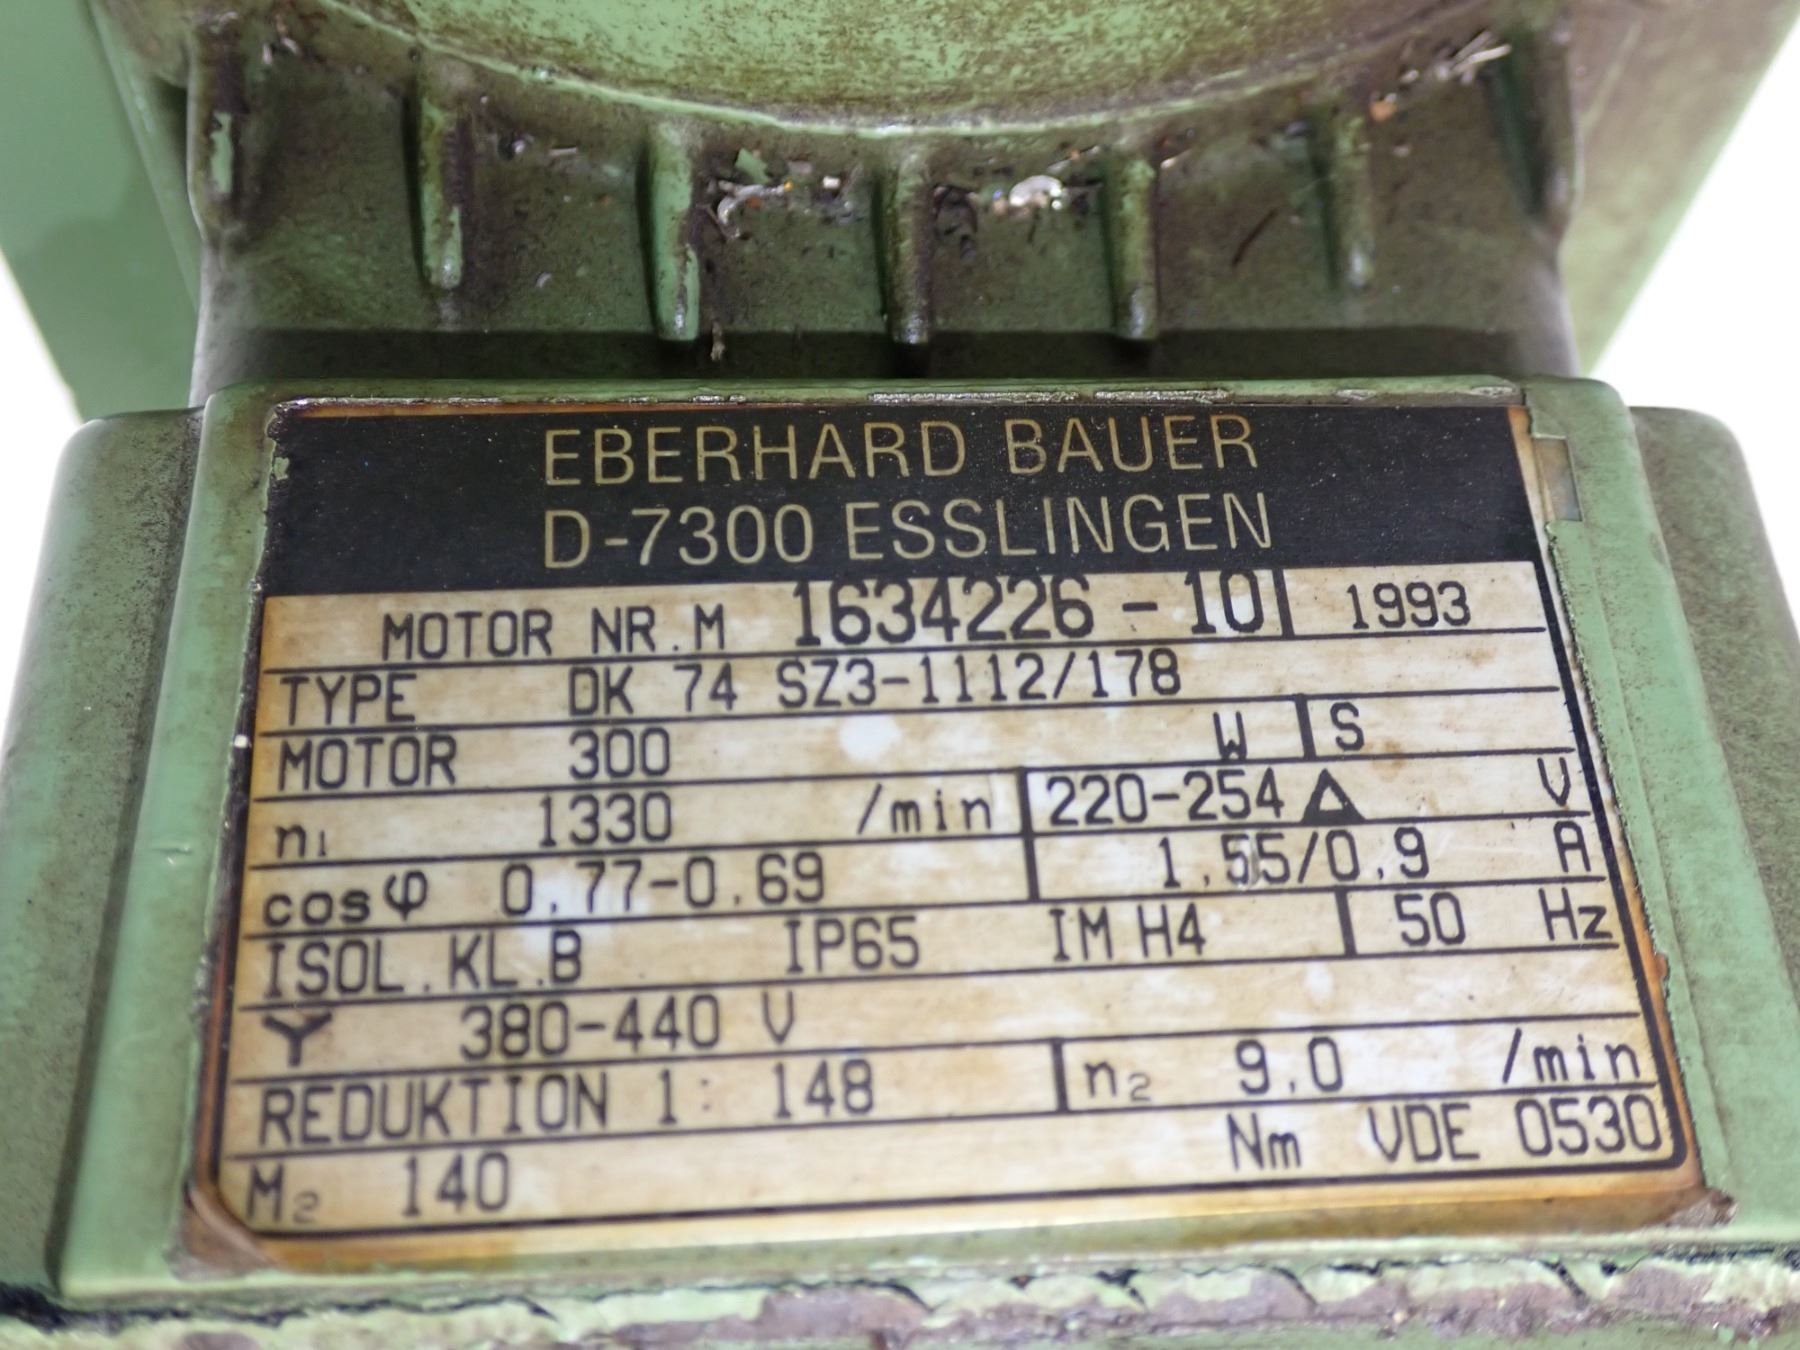 EBERHARD BAUER
D-7300 ESSLINGEN
MOTOR NR. M 1634226-10 1993
TYPE DK 74 SZ3-1112/178
MOTOR 300 W S
n₁ 1330 /min 220-254 Δ V
cos φ 0.77-0.69 1.55/0.9 A
ISOL. KL. B IP65 IM H4 50 Hz
Y 380-440 V
REDUKTION 1: 148 n₂ 9.0 /min
M₂ 140 Nm VDE 0530